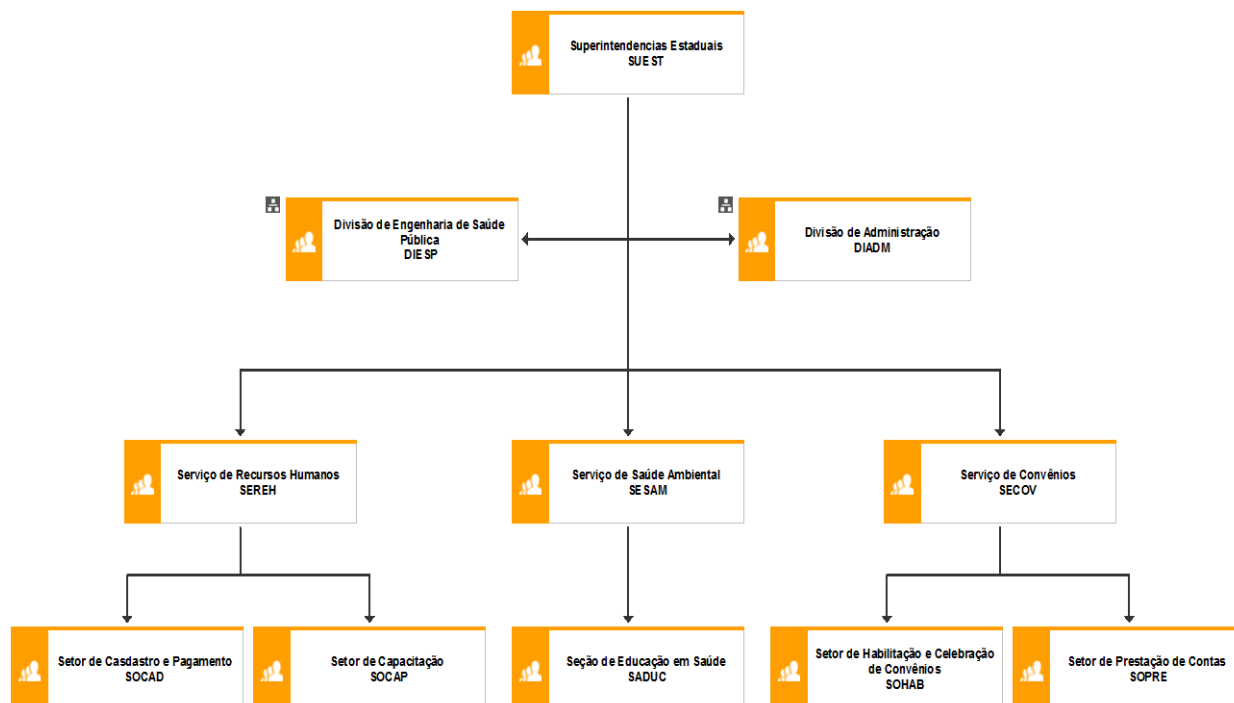 Superintendencias Estaduais
SUEST
Divisão de Engenharia de Saúde
Pública
DIESP
Divisão de Administração
DIADM
Serviço de Recursos Humanos
SEREH
Serviço de Saúde Ambiental
SESAM
Serviço de Convênios
SECOV
Setor de Casdastro e Pagamento
SOCAD
Setor de Capacitação
SOCAP
Seção de Educação em Saúde
SADUC
Setor de Habilitação e Celebração
de Convênios
SOHAB
Setor de Prestação de Contas
SOPRE